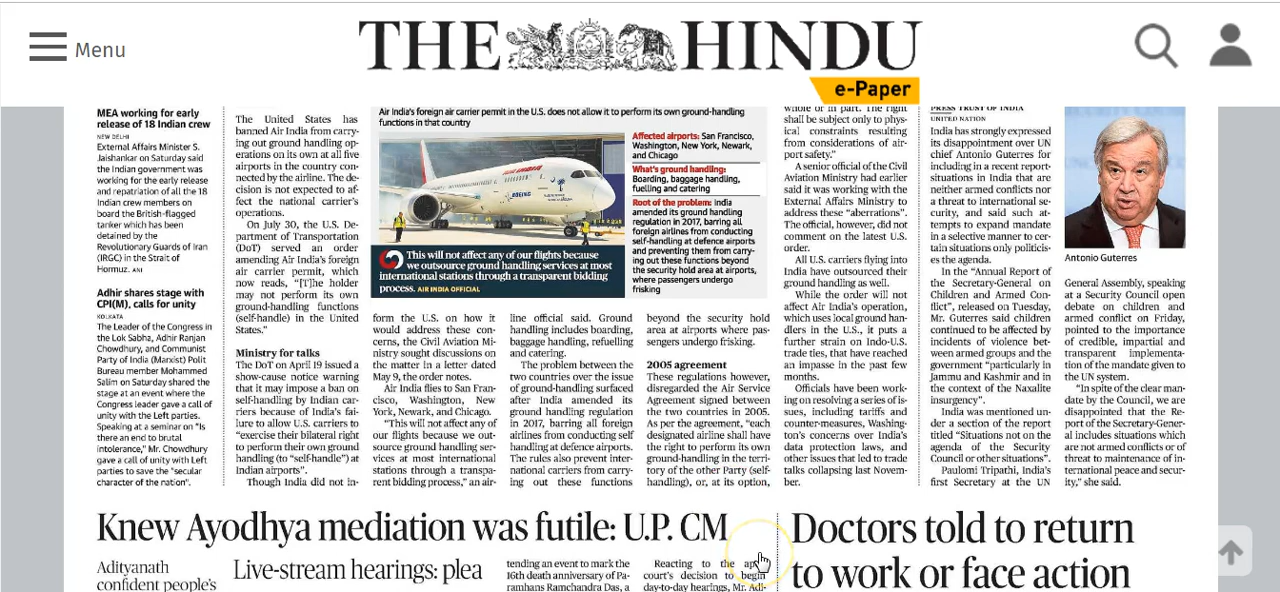 Menu
THE HINDU
e-Paper
MEA working for early
release of 18 Indian crew
NEW DELHI
External Affairs Minister S.
Jaishankar on Saturday said
the Indian government was
working for the early release
and repatriation of all the 18
Indian crew members on
board the British-flagged
tanker which has been
detained by the
Revolutionary Guards of Iran
(IRGC) in the Strait of
Hormuz. ANI
Adhir shares stage with
CPI(M), calls for unity
KOLKATA
The Leader of the Congress in
the Lok Sabha, Adhir Ranjan
Chowdhury, and Communist
Party of India (Marxist) Polit
Bureau member Mohammed
Salim on Saturday shared the
stage at an event where the
Congress leader gave a call of
unity with the Left parties.
Speaking at a seminar on "Is
there an end to brutal
intolerance," Mr. Chowdhury
gave a call of unity with Left
parties to save the "secular
character of the nation".
The United States has
banned Air India from carry-
ing out ground handling op-
erations on its own at all five
airports in the country con-
nected by the airline. The de-
cision is not expected to af-
fect the national carrier's
operations.
On July 30, the U.S. De-
partment of Transportation
(DoT) served an order
amending Air India's foreign
air carrier permit, which
now reads, "[T]he holder
may not perform its own
ground-handling functions
(self-handle) in the United
States."
Ministry for talks
The DoT on April 19 issued a
show-cause notice warning
that it may impose a ban on
self-handling by Indian car-
riers because of India's fai-
lure to allow U.S. carriers to
"exercise their bilateral right
to perform their own ground
handling (to "self-handle") at
Indian airports".
Though India did not in-
Air India's foreign air carrier permit in the U.S. does not allow it to perform its own ground-handling
functions in that country
AIR INDIA
BOEING
This will not affect any of our flights because
we outsource ground handling services at most
international stations through a transparent bidding
process. AIR INDIA OFFICIAL
Affected airports: San Francisco,
Washington, New York, Newark,
and Chicago
What's ground handling:
Boarding, baggage handling,
fuelling and catering
Root of the problem: India
amended its ground handling
regulation in 2017, barring all
foreign airlines from conducting
self-handling at defence airports
and preventing them from carry-
ing out these functions beyond
the security hold area at airports,
where passengers undergo
frisking
form the U.S. on how it
would address these con-
cerns, the Civil Aviation Mi-
nistry sought discussions on
the matter in a letter dated
May 9, the order notes.
Air India flies to San Fran-
cisco, Washington, New
York, Newark, and Chicago.
"This will not affect any of
our flights because we out-
source ground handling ser-
vices at most international
stations through a transpa-
rent bidding process," an air-
line official said. Ground
handling includes boarding,
baggage handling, refuelling
and catering.
The problem between the
two countries over the issue
of ground-handling surfaced
after India amended its
ground handling regulation
in 2017, barring all foreign
airlines from conducting self
handling at defence airports.
The rules also prevent inter-
national carriers from carry-
ing out these functions
beyond the security hold
area at airports where pas-
sengers undergo frisking.
2005 agreement
These regulations however,
disregarded the Air Service
Agreement signed between
the two countries in 2005.
As per the agreement, "each
designated airline shall have
the right to perform its own
ground-handling in the terri-
tory of the other Party (self-
handling), or, at its option,
whole or in part. The right
shall be subject only to phys-
ical constraints resulting
from considerations of air-
port safety."
A senior official of the Civil
Aviation Ministry had earlier
said it was working with the
External Affairs Ministry to
address these "aberrations".
The official, however, did not
comment on the latest U.S.
order.
All U.S. carriers flying into
India have outsourced their
ground handling as well.
While the order will not
affect Air India's operation,
which uses local ground han-
dlers in the U.S., it puts a
further strain on Indo-U.S.
trade ties, that have reached
an impasse in the past few
months.
Officials have been work-
ing on resolving a series of is-
sues, including tariffs and
counter-measures, Washing-
ton's concerns over India's
data protection laws, and
other issues that led to trade
talks collapsing last Novem-
ber.
PRESS TRUST OF INDIA
UNITED NATION
India has strongly expressed
its disappointment over UN
chief Antonio Guterres for
including in a recent report
situations in India that are
neither armed conflicts nor
a threat to international se-
curity, and said such at-
tempts to expand mandate
in a selective manner to cer-
tain situations only politicis-
es the agenda.
In the "Annual Report of
the Secretary-General on
Children and Armed Con-
flict", released on Tuesday,
Mr. Guterres said children
continued to be affected by
incidents of violence bet-
ween armed groups and the
government "particularly in
Jammu and Kashmir and in
the context of the Naxalite
insurgency".
India was mentioned un-
der a section of the report
titled "Situations not on the
agenda of the Security
Council or other situations".
Paulomi Tripathi, India's
first Secretary at the UN
Antonio Guterres
General Assembly, speaking
at a Security Council open
debate on children and
armed conflict on Friday,
pointed to the importance
of credible, impartial and
transparent implementa-
tion of the mandate given to
the UN system.
"In spite of the clear man-
date by the Council, we are
disappointed that the Re-
port of the Secretary-Gener-
al includes situations which
are not armed conflicts or of
threat to maintenance of in-
ternational peace and secur-
ity," she said.
Knew Ayodhya mediation was futile: U.P. CM
Adityanath
confident people's
Live-stream hearings: plea
tending an event to mark the
16th death anniversary of Pa-
ramhans Ramchandra Das, a
Reacting to the apex
court's decision to begin
day-to-day hearings, Mr. Adi-
Doctors told to return
to work or face action